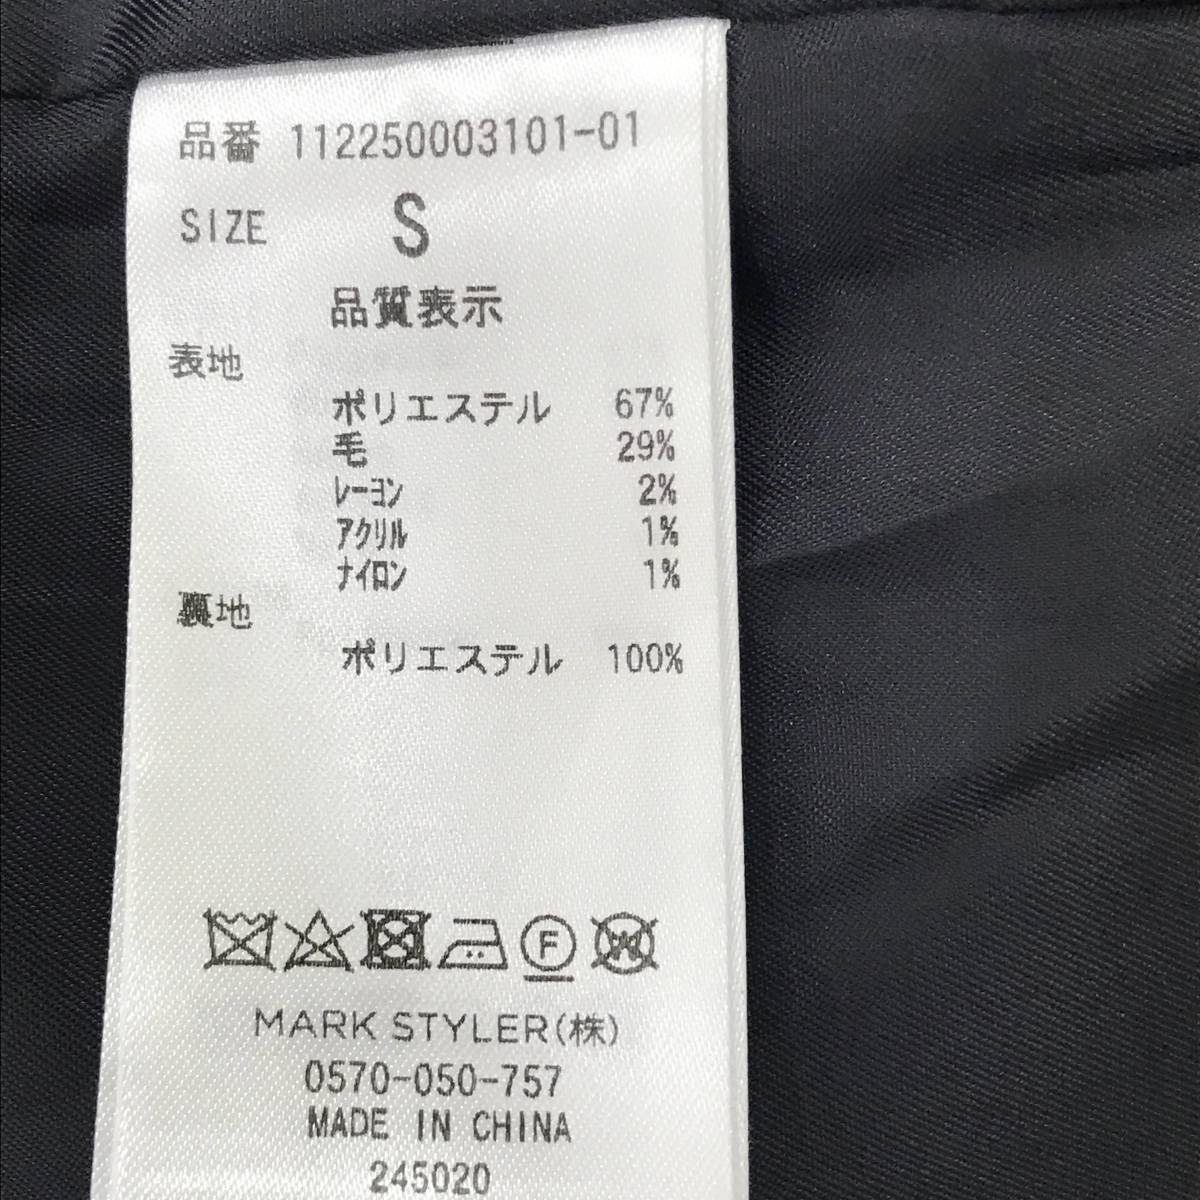 品番 112250003101-01
SIZE S
品質表示
表地
ポリエステル 67%
毛 29%
レーヨン 2%
アクリル 1%
ナイロン 1%
裏地
ポリエステル 100%
F W
MARK STYLER(株)
0570-050-757
MADE IN CHINA
245020